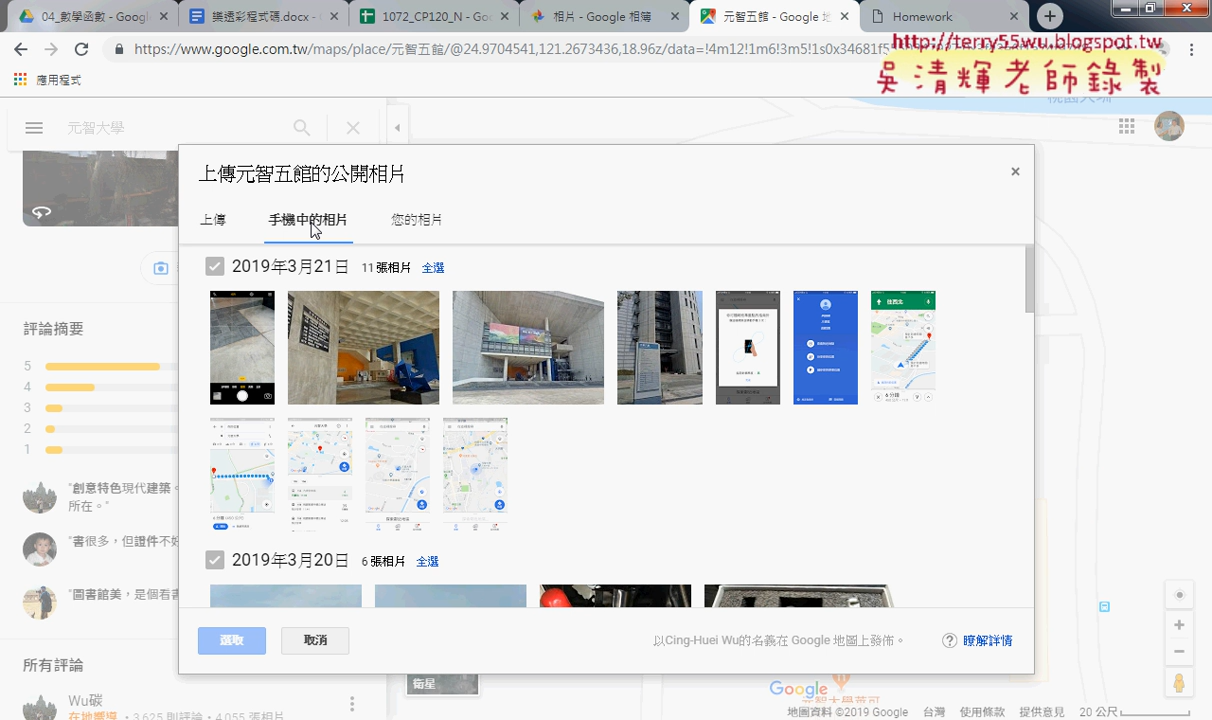 04_數學函數 - Goog
樂透彩程式碼.docx -
1072_CP120_N - Goo
相片 - Google 相簿
元智五館 - Google 地
Homework
https://www.google.com.tw/maps/place/元智五館/@24.9704541,121.2673436,18.96z/data=!4m12!1m6!3m5!1s0x34681f5
http://terry55wu.blogspot.tw
吳清輝老師錄製
應用程式
元智大學
上傳元智五館的公開相片
上傳
手機中的相片
您的相片
2019年3月21日 11 張相片 全選
評論摘要
5
4
3
2
1
"創意特色現代建築。
所在。"
"書很多，但證件不好
"圖書館美，是個看書
2019年3月20日 6 張相片 全選
選取
取消
以Cing-Huei Wu的名義在 Google 地圖上發佈。
瞭解詳情
所有評論
Wu碳
在地嚮導・3,625 則評論・4,055 張相片
衛星
Google
地圖資料 ©2019 Google 台灣 使用條款 提供意見 20 公尺